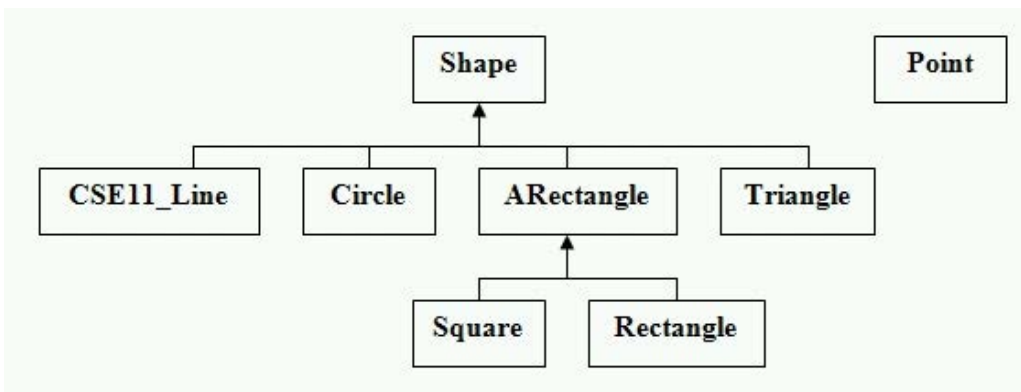 Shape
Point
CSE11_Line
Circle
ARectangle
Triangle
Square
Rectangle